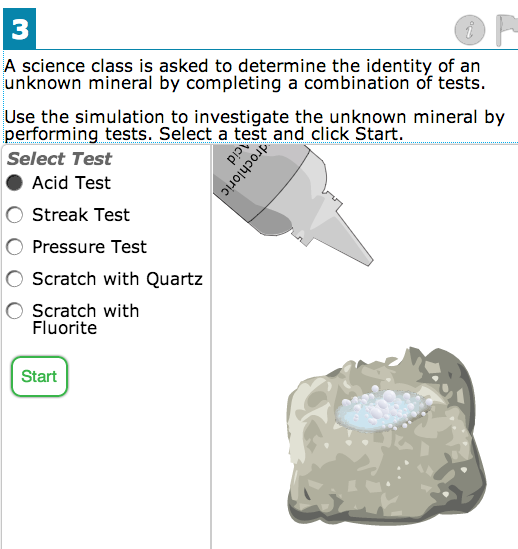 3
A science class is asked to determine the identity of an
unknown mineral by completing a combination of tests.
Use the simulation to investigate the unknown mineral by
performing tests. Select a test and click Start.
Select Test
Acid Test
Streak Test
Pressure Test
Scratch with Quartz
Scratch with
Fluorite
Start
drochloric
Acid